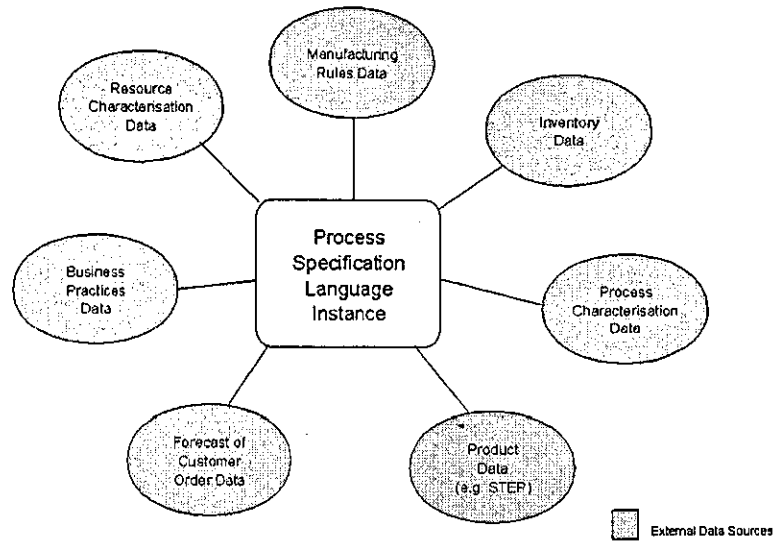 Manufacturing
Rules Data
Resource
Characterisation
Data
Inventory
Data
Process
Specification
Language
Instance
Business
Practices
Data
Process
Characterisation
Data
Forecast of
Customer
Order Data
Product
Data
(e.g. STEP)
External Data Sources